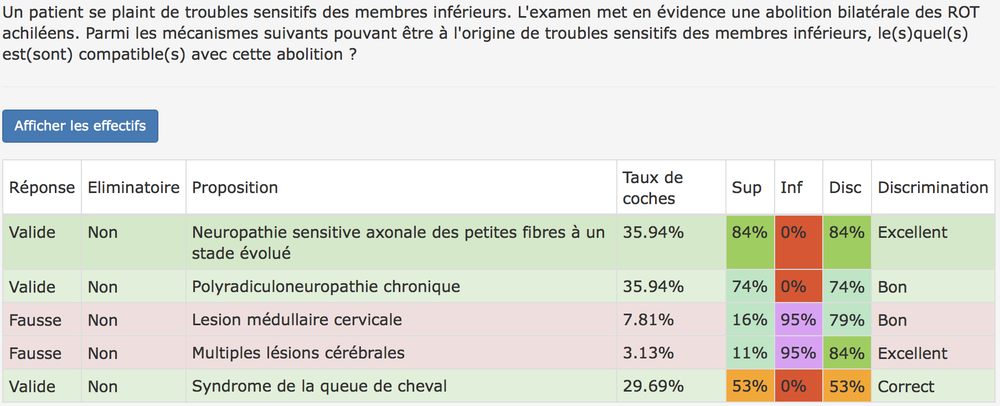 Un patient se plaint de troubles sensitifs des membres inférieurs. L'examen met en évidence une abolition bilatérale des ROT
achiléens. Parmi les mécanismes suivants pouvant être à l'origine de troubles sensitifs des membres inférieurs, le(s)quel(s)
est(sont) compatible(s) avec cette abolition ?
Afficher les effectifs
Réponse Eliminatoire Proposition Taux de coches Sup Inf Disc Discrimination
Valide Non Neuropathie sensitive axonale des petites fibres à un 35.94% 84% 0% 84% Excellent
stade évolué
Valide Non Polyradiculoneuropathie chronique 35.94% 74% 0% 74% Bon
Fausse Non Lesion médullaire cervicale 7.81% 16% 95% 79% Bon
Fausse Non Multiples lésions cérébrales 3.13% 11% 95% 84% Excellent
Valide Non Syndrome de la queue de cheval 29.69% 53% 0% 53% Correct